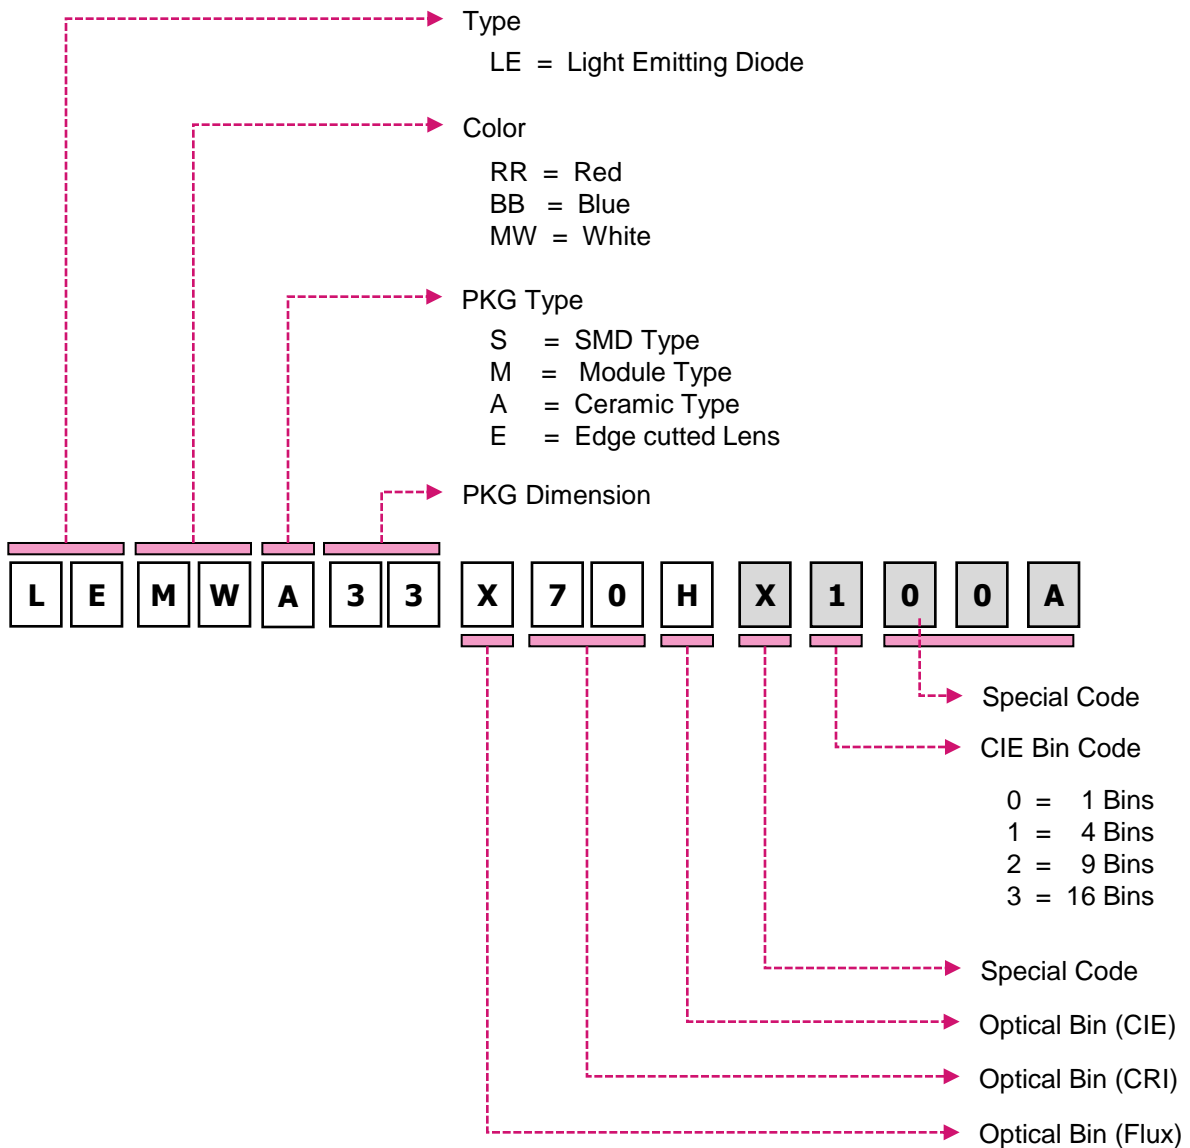 Type
LE = Light Emitting Diode
Color
RR = Red
BB = Blue
MW = White
PKG Type
S = SMD Type
M = Module Type
A = Ceramic Type
E = Edge cutted Lens
PKG Dimension
L E M W A 3 3 X 7 0 H X 1 0 0 A
Special Code
CIE Bin Code
0 = 1 Bins
1 = 4 Bins
2 = 9 Bins
3 = 16 Bins
Special Code
Optical Bin (CIE)
Optical Bin (CRI)
Optical Bin (Flux)